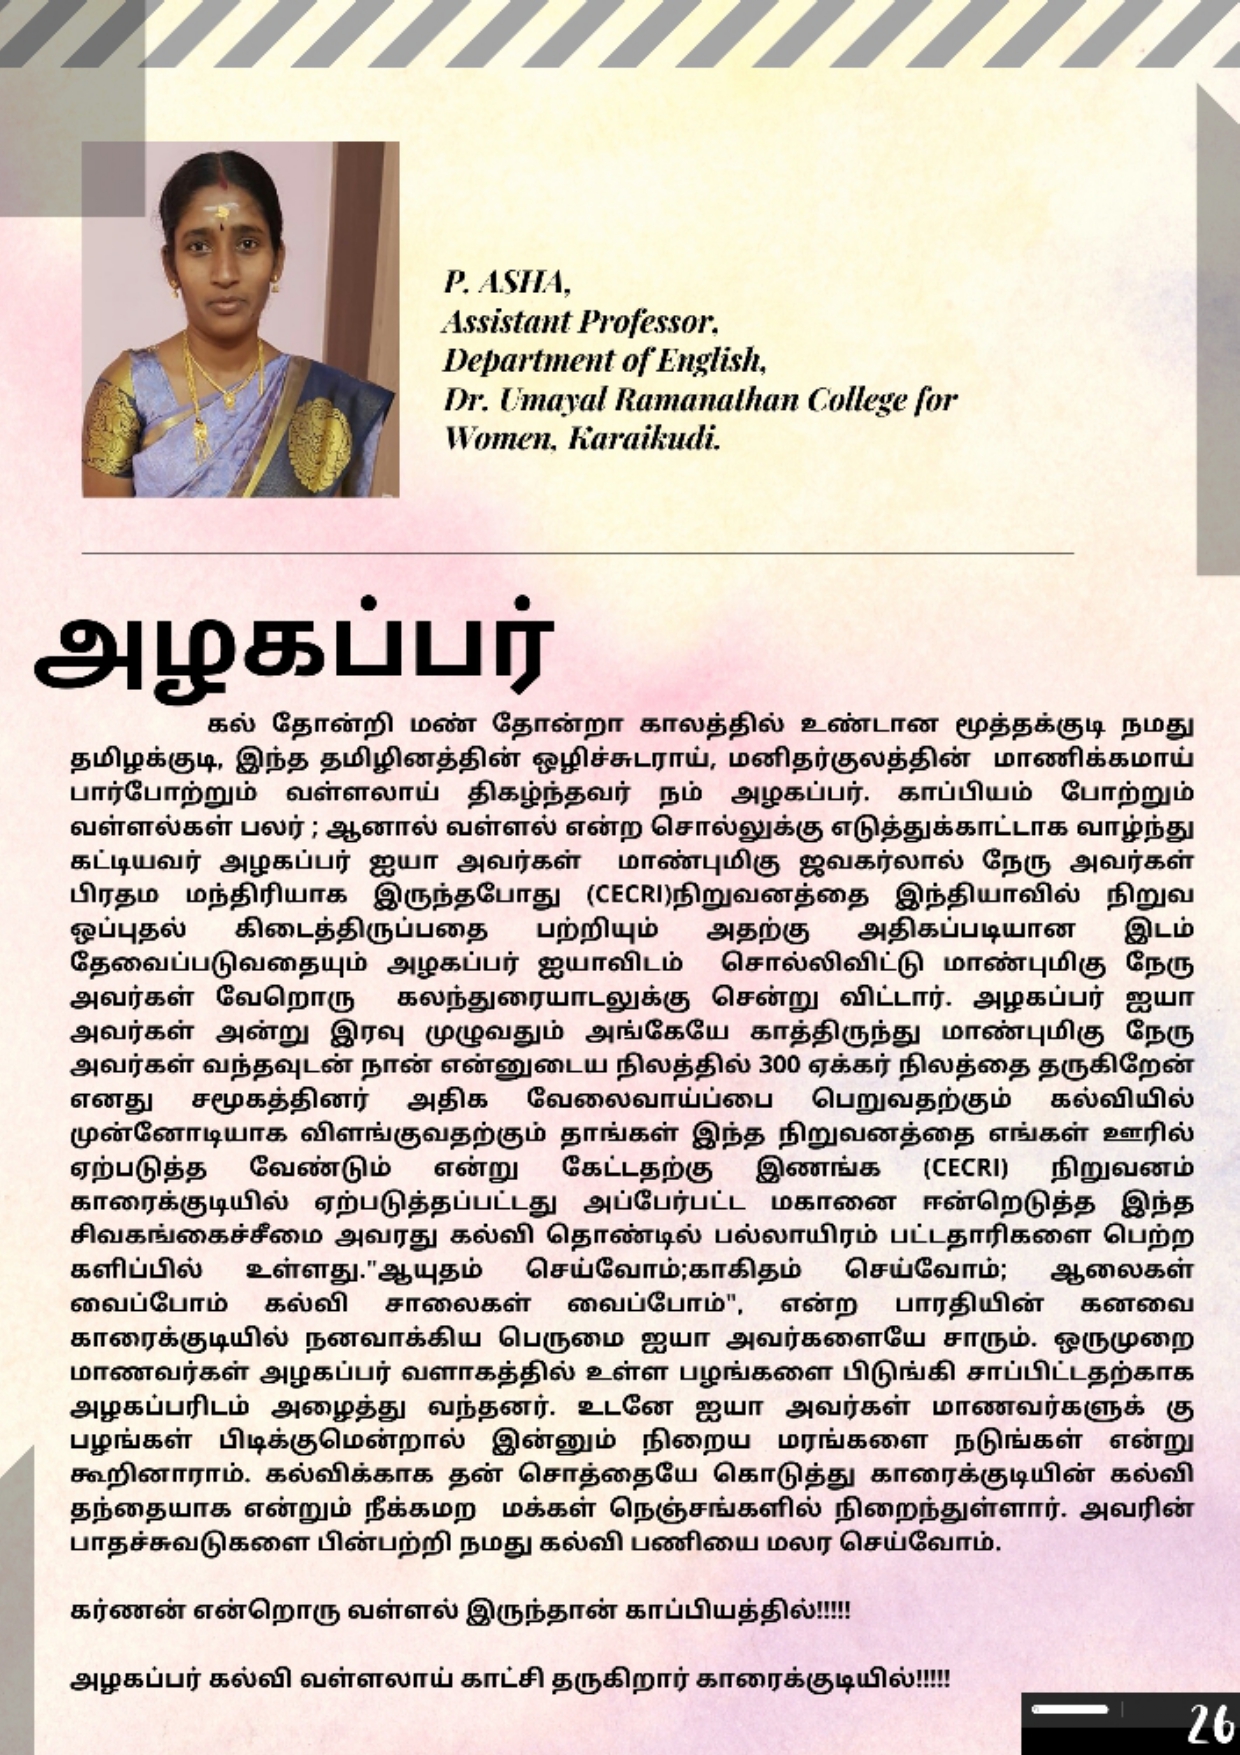 P. ASHA,
Assistant Professor,
Department of English,
Dr. Umayal Ramanathan College for
Women, Karaikudi.
அழகப்பர்
கல் தோன்றி மண் தோன்றா காலத்தில் உண்டான மூத்தக்குடி நமது
தமிழக்குடி, இந்த தமிழினத்தின் ஒழிச்சுடராய், மனிதர்குலத்தின் மாணிக்கமாய்
பார்போற்றும் வள்ளலாய் திகழ்ந்தவர் நம் அழகப்பர். காப்பியம் போற்றும்
வள்ளல்கள் பலர் ; ஆனால் வள்ளல் என்ற சொல்லுக்கு எடுத்துக்காட்டாக வாழ்ந்து
கட்டியவர் அழகப்பர் ஐயா அவர்கள் மாண்புமிகு ஜவகர்லால் நேரு அவர்கள்
பிரதம மந்திரியாக இருந்தபோது (CECRI)நிறுவனத்தை இந்தியாவில் நிறுவ
ஒப்புதல் கிடைத்திருப்பதை பற்றியும் அதற்கு அதிகப்படியான இடம்
தேவைப்படுவதையும் அழகப்பர் ஐயாவிடம் சொல்லிவிட்டு மாண்புமிகு நேரு
அவர்கள் வேறொரு கலந்துரையாடலுக்கு சென்று விட்டார். அழகப்பர் ஐயா
அவர்கள் அன்று இரவு முழுவதும் அங்கேயே காத்திருந்து மாண்புமிகு நேரு
அவர்கள் வந்தவுடன் நான் என்னுடைய நிலத்தில் 300 ஏக்கர் நிலத்தை தருகிறேன்
எனது சமூகத்தினர் அதிக வேலைவாய்ப்பை பெறுவதற்கும் கல்வியில்
முன்னோடியாக விளங்குவதற்கும் தாங்கள் இந்த நிறுவனத்தை எங்கள் ஊரில்
ஏற்படுத்த வேண்டும் என்று கேட்டதற்கு இணங்க (CECRI) நிறுவனம்
காரைக்குடியில் ஏற்படுத்தப்பட்டது அப்பேர்பட்ட மகானை ஈன்றெடுத்த இந்த
சிவகங்கைச்சீமை அவரது கல்வி தொண்டில் பல்லாயிரம் பட்டதாரிகளை பெற்ற
களிப்பில் உள்ளது."ஆயுதம் செய்வோம்;காகிதம் செய்வோம்; ஆலைகள்
வைப்போம் கல்வி சாலைகள் வைப்போம்", என்ற பாரதியின் கனவை
காரைக்குடியில் நனவாக்கிய பெருமை ஐயா அவர்களையே சாரும். ஒருமுறை
மாணவர்கள் அழகப்பர் வளாகத்தில் உள்ள பழங்களை பிடுங்கி சாப்பிட்டதற்காக
அழகப்பரிடம் அழைத்து வந்தனர். உடனே ஐயா அவர்கள் மாணவர்களுக் கு
பழங்கள் பிடிக்குமென்றால் இன்னும் நிறைய மரங்களை நடுங்கள் என்று
கூறினாராம். கல்விக்காக தன் சொத்தையே கொடுத்து காரைக்குடியின் கல்வி
தந்தையாக என்றும் நீக்கமற மக்கள் நெஞ்சங்களில் நிறைந்துள்ளார். அவரின்
பாதச்சுவடுகளை பின்பற்றி நமது கல்வி பணியை மலர செய்வோம்.
கர்ணன் என்றொரு வள்ளல் இருந்தான் காப்பியத்தில்!!!!!
அழகப்பர் கல்வி வள்ளலாய் காட்சி தருகிறார் காரைக்குடியில்!!!!!
26